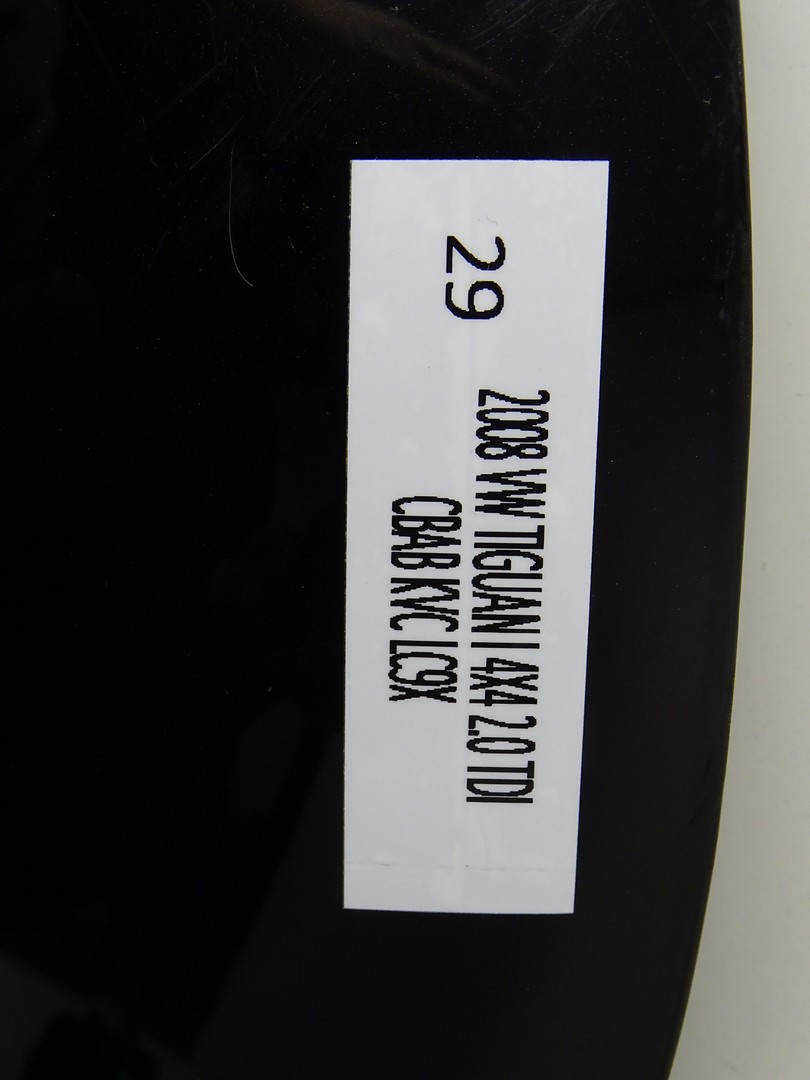 29
2008 VW TIGUAN I 4X4 2.0 TDI
CBAB KVC LC9X